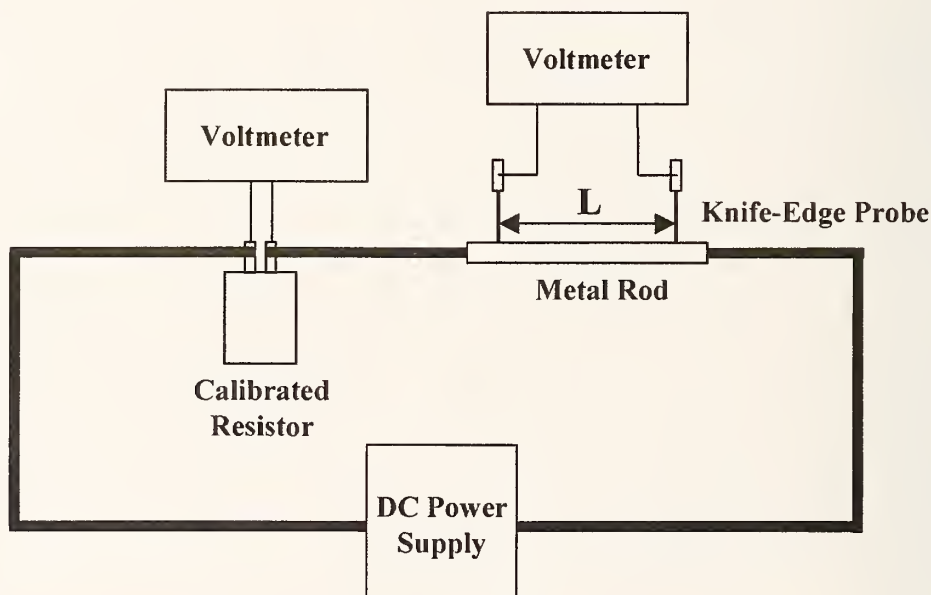 Voltmeter
Voltmeter
L
Knife-Edge Probe
Metal Rod
Calibrated
Resistor
DC Power
Supply